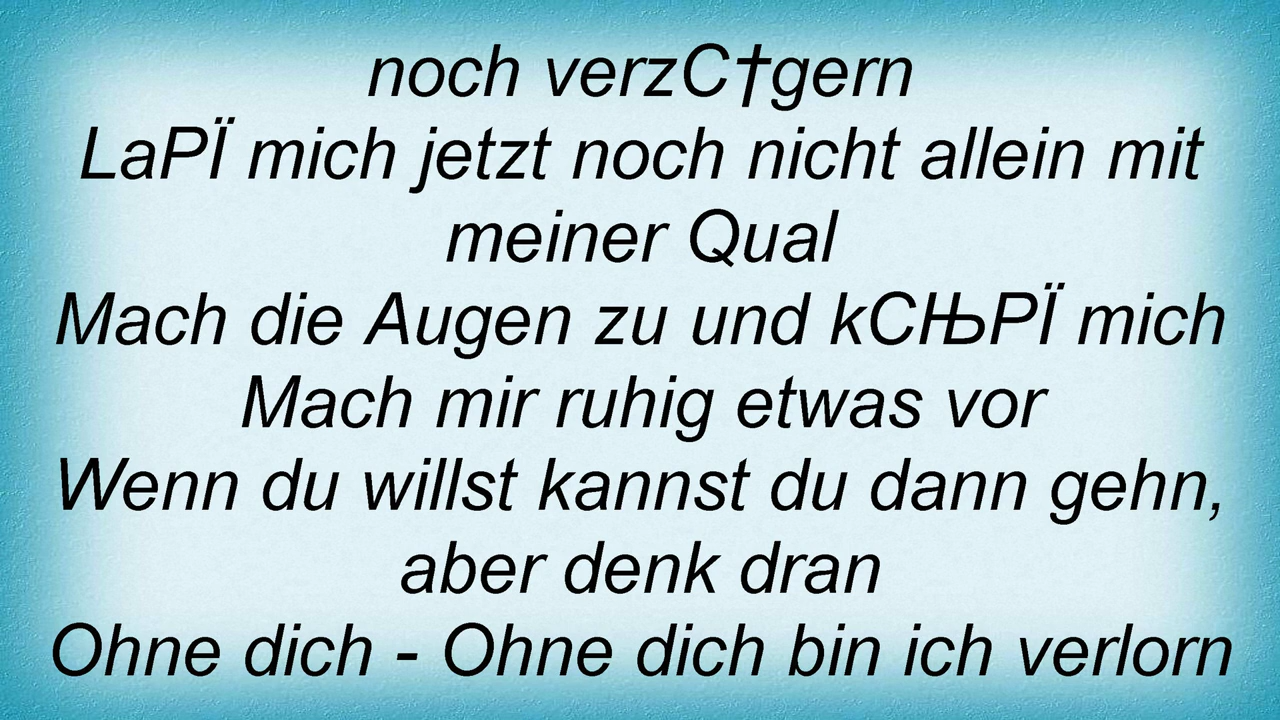 noch verzC†gern
LaPЇ mich jetzt noch nicht allein mit
meiner Qual
Mach die Augen zu und kCЊPЇ mich
Mach mir ruhig etwas vor
Wenn du willst kannst du dann gehn,
aber denk dran
Ohne dich - Ohne dich bin ich verlorn